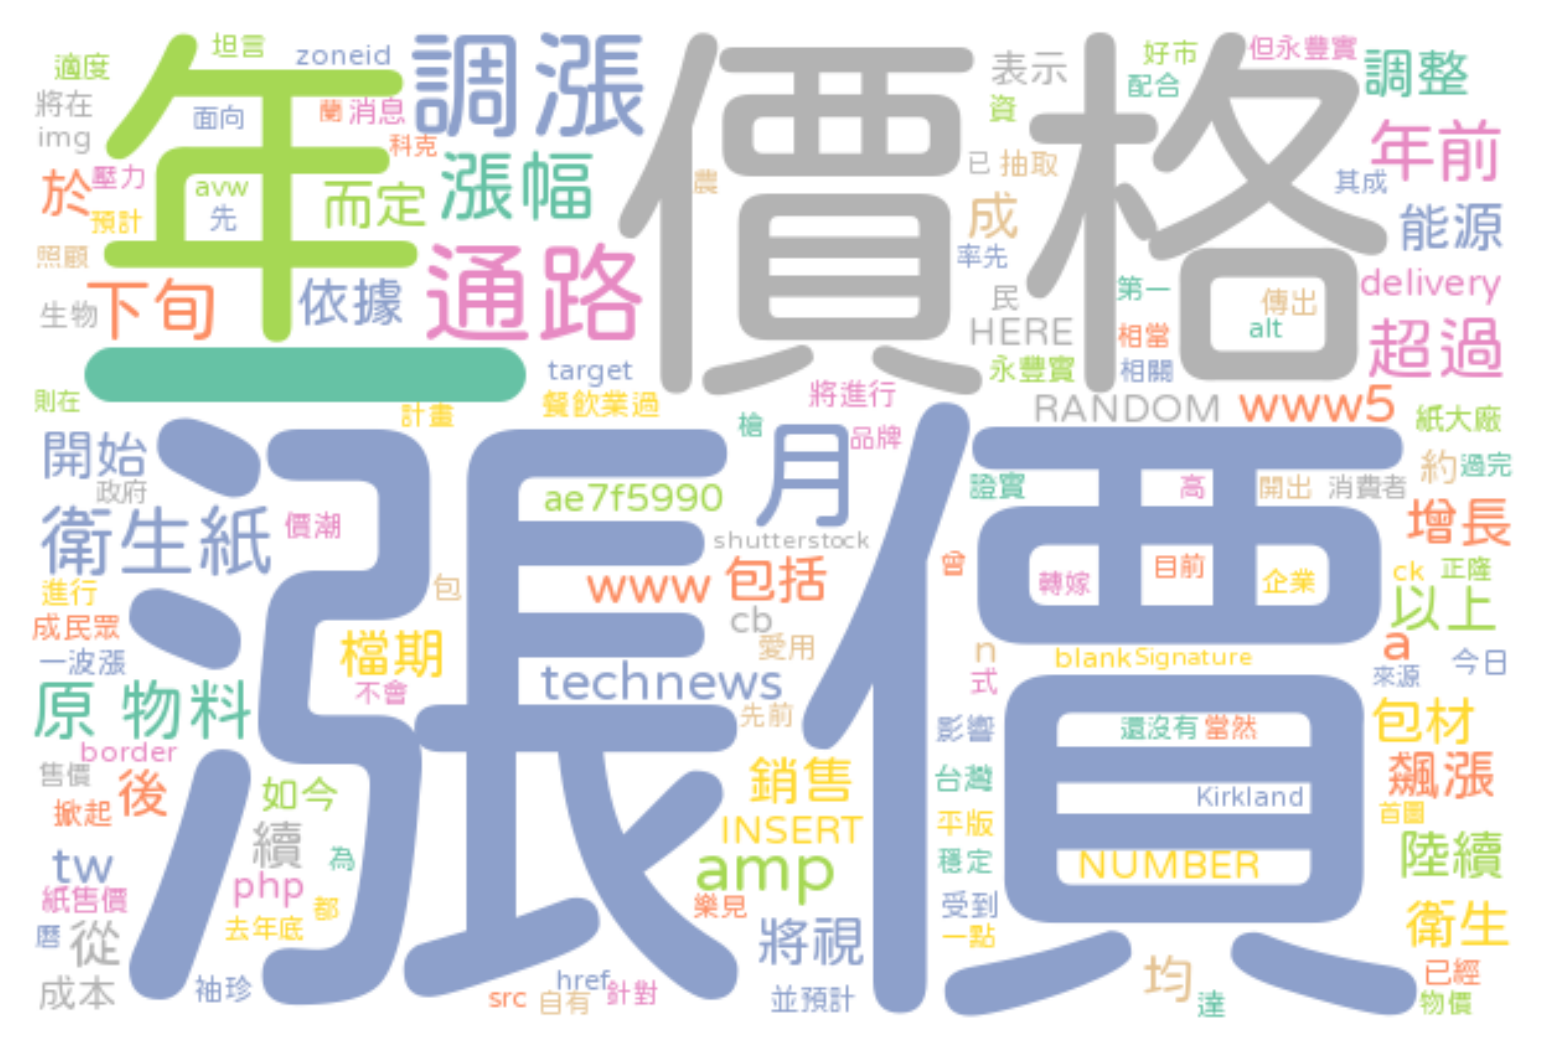 適度
坦言
zoneid
調漲
價格
表示
好市
但永豐實
調整
將在
面向
蘭
消息
資
配合
img
年
科克
年前
於
壓力
avw
而定
漲幅
農
已
抽取
其成
預計
先
成
能源
照顧
通路
率先
生物
下旬
依據
民
第一
傳出
delivery
HERE
相當
alt
超過
一
target
永豐實
相關
則在
計畫
餐飲業過
將進行
RANDOM
www5
紙大廠
開始
漲價
槍
月
品牌
約
過完
政府
ae7f5990
證實
高
開出
消費者
衛生紙
價潮
shutterstock
增長
進行
包
www
包括
曾
轉嫁
目前
企業
ck
正隆
成民眾
cb
以上
一波漲
檔期
愛用
n
blank
Signature
a
不會
technews
式
來源
今日
原物料
先前
影響
還沒有
當然
包材
border
售價
後
如今
銷售
台灣
Kirkland
飆漲
掀起
INSERT
平版
首圖
續
為
amp
穩定
NUMBER
陸續
tw
php
紙售價
都
樂見
受到
衛生
曆
從
去年底
將視
一點
均
已經
成本
袖珍
src
href
自有
針對
並預計
達
物價